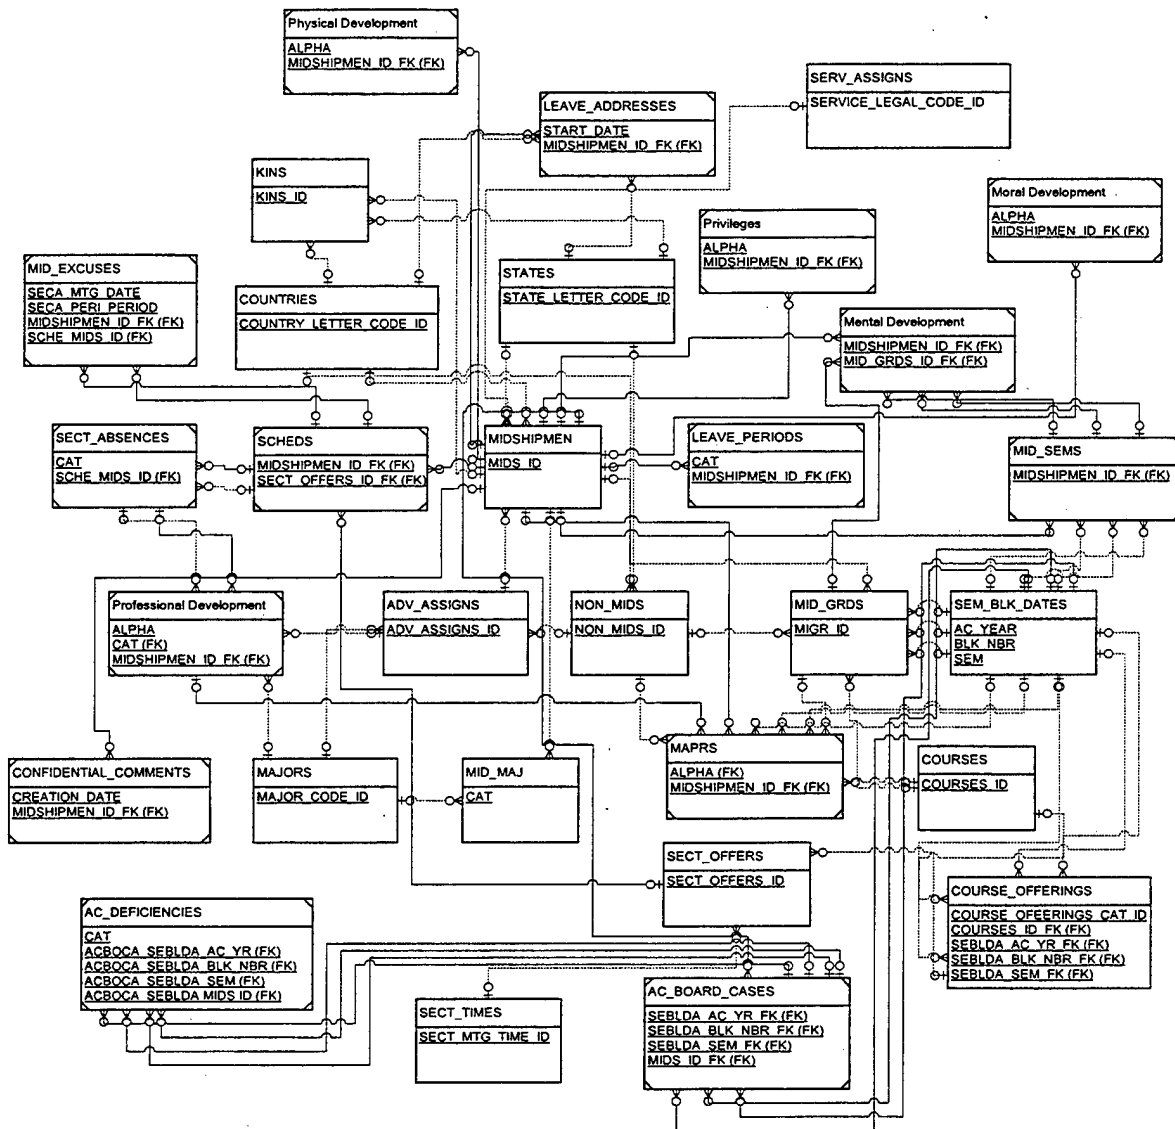 Physical Development
ALPHA
MIDSHIPMEN_ID_FK (FK)
SERV_ASSIGNS
SERVICE_LEGAL_CODE_ID
LEAVE_ADDRESSES
START_DATE
MIDSHIPMEN_ID_FK (FK)
KINS
KINS_ID
Moral Development
ALPHA
MIDSHIPMEN_ID_FK (FK)
Privileges
ALPHA
MIDSHIPMEN_ID_FK (FK)
MID_EXCUSES
SECA_MTG_DATE
SECA_PERI_PERIOD
MIDSHIPMEN_ID_FK (FK)
SCHE_MIDS_ID (FK)
COUNTRIES
COUNTRY_LETTER_CODE_ID
STATES
STATE_LETTER_CODE_ID
Mental Development
MIDSHIPMEN_ID_FK (FK)
MID_GRDS_ID_FK (FK)
SECT_ABSENCES
CAT
SCHE_MIDS_ID (FK)
SCHEDS
MIDSHIPMEN_ID_FK (FK)
SECT_OFFERS_ID_FK (FK)
MIDSHIPMEN
MIDS_ID
LEAVE_PERIODS
CAT
MIDSHIPMEN_ID_FK (FK)
MID_SEMS
MIDSHIPMEN_ID_FK (FK)
Professional Development
ALPHA
CAT (FK)
MIDSHIPMEN_ID_FK (FK)
ADV_ASSIGNS
ADV_ASSIGNS_ID
NON_MIDS
NON_MIDS_ID
MID_GRDS
MIGR_ID
SEM_BLK_DATES
AC_YEAR
BLK_NBR
SEM
CONFIDENTIAL_COMMENTS
CREATION_DATE
MIDSHIPMEN_ID_FK (FK)
MAJORS
MAJOR_CODE_ID
MID_MAJ
CAT
MAPRS
ALPHA (FK)
MIDSHIPMEN_ID_FK (FK)
COURSES
COURSES_ID
SECT_OFFERS
SECT_OFFERS_ID
COURSE_OFFERINGS
COURSE_OFEERINGS_CAT_ID
COURSES_ID_FK (FK)
SEBLDA_AC_YR_FK (FK)
SEBLDA_BLK_NBR_FK (FK)
SEBLDA_SEM_FK (FK)
AC_DEFICIENCIES
CAT
ACBOCA_SEBLDA_AC_YR (FK)
ACBOCA_SEBLDA_BLK_NBR (FK)
ACBOCA_SEBLDA_SEM (FK)
ACBOCA_SEBLDA MIDS ID (FK)
SECT_TIMES
SECT_MTG_TIME_ID
AC_BOARD_CASES
SEBLDA_AC_YR_FK (FK)
SEBLDA_BLK_NBR_FK (FK)
SEBLDA_SEM_FK (FK)
MIDS_ID_FK (FK)